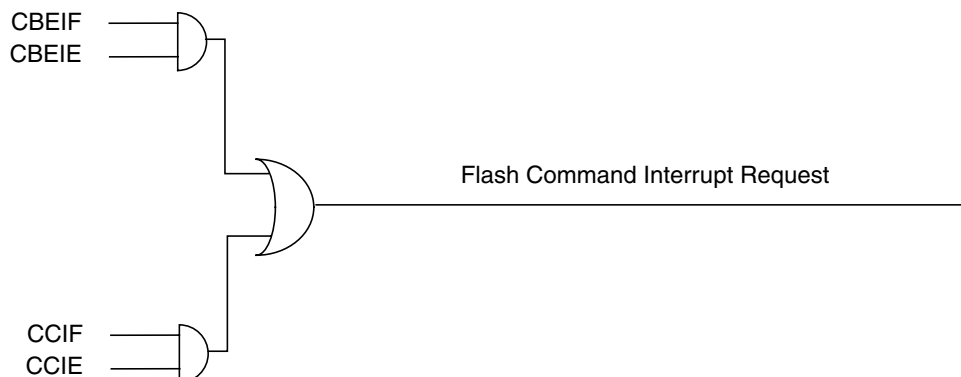 CBEIF
CBEIE
Flash Command Interrupt Request
CCIF
CCIE